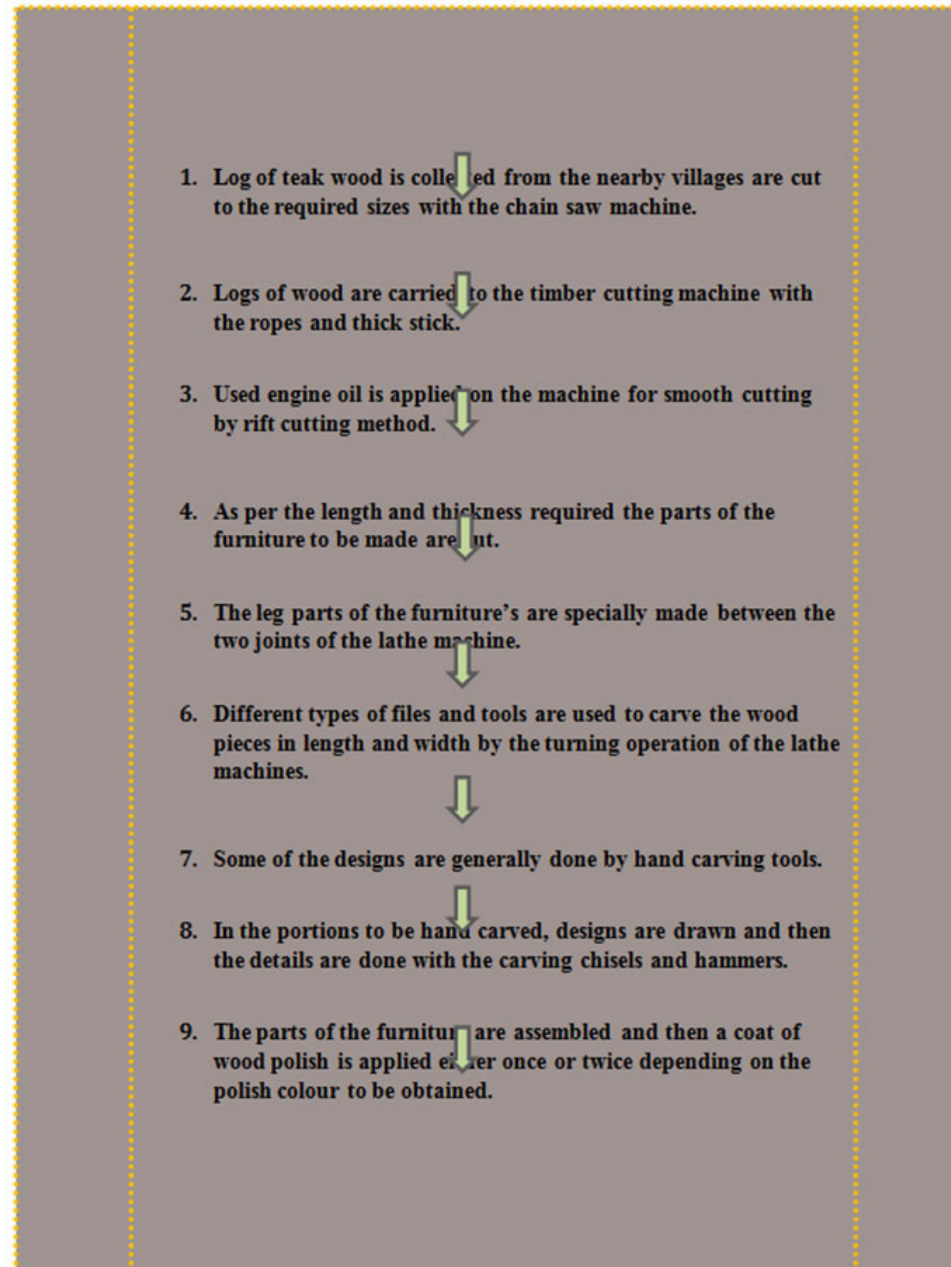 1. Log of teak wood is collected from the nearby villages are cut
to the required sizes with the chain saw machine.
2. Logs of wood are carried to the timber cutting machine with
the ropes and thick stick.
3. Used engine oil is applied on the machine for smooth cutting
by rift cutting method.
4. As per the length and thickness required the parts of the
furniture to be made are cut.
5. The leg parts of the furniture’s are specially made between the
two joints of the lathe machine.
6. Different types of files and tools are used to carve the wood
pieces in length and width by the turning operation of the lathe
machines.
7. Some of the designs are generally done by hand carving tools.
8. In the portions to be hand carved, designs are drawn and then
the details are done with the carving chisels and hammers.
9. The parts of the furniture are assembled and then a coat of
wood polish is applied either once or twice depending on the
polish colour to be obtained.